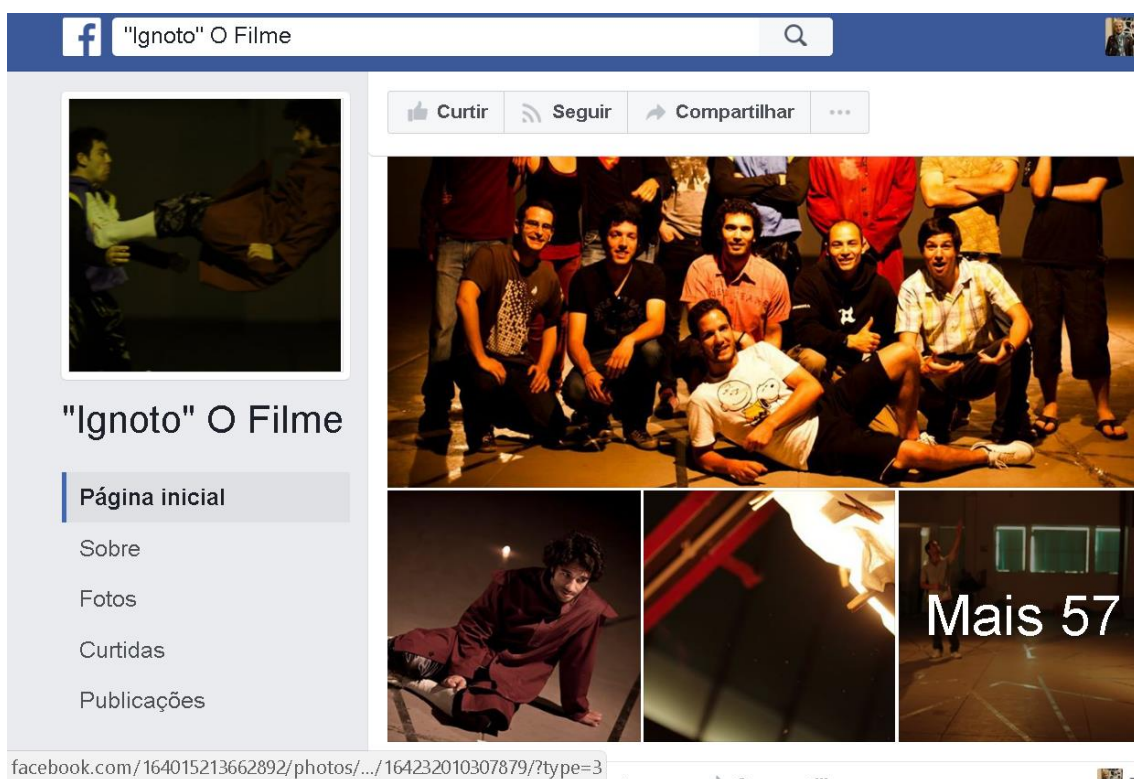 f
"Ignoto" O Filme
Curtir
Seguir
Compartilhar
...
"Ignoto" O Filme
Página inicial
Sobre
Fotos
Curtidas
Publicações
Mais 57
facebook.com/164015213662892/photos/.../164232010307879/?type=3